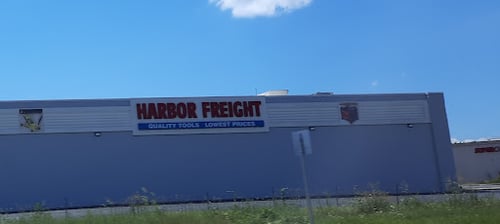 HARBOR FREIGHT
QUALITY TOOLS LOWEST PRICES